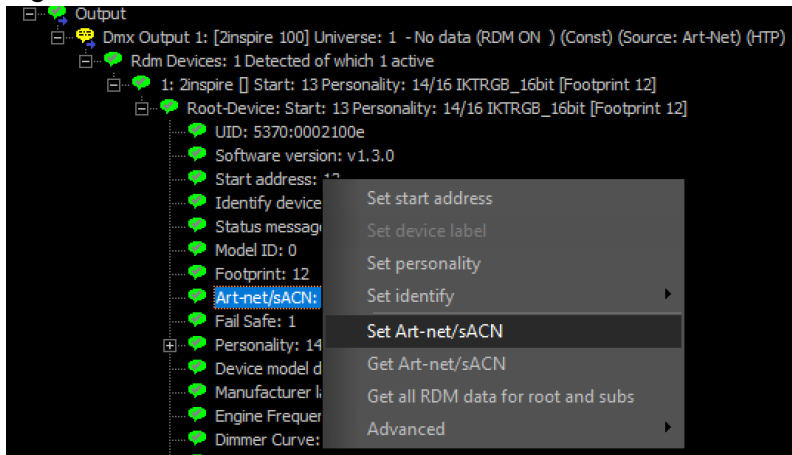 Output
Dmx Output 1: [2inspire 100] Universe: 1 - No data (RDM ON ) (Const) (Source: Art-Net) (HTP)
Rdm Devices: 1 Detected of which 1 active
1: 2inspire [] Start: 13 Personality: 14/16 IKTRGB_16bit [Footprint 12]
Root-Device: Start: 13 Personality: 14/16 IKTRGB_16bit [Footprint 12]
UID: 5370:0002100e
Software version: v1.3.0
Start address:
Identify device
Status messag
Model ID: 0
Footprint: 12
Art-net/sACN:
Fail Safe: 1
Personality: 14
Device model d
Manufacturer l
Engine Frequer
Dimmer Curve:
Set start address
Set device label
Set personality
Set identify
Set Art-net/sACN
Get Art-net/sACN
Get all RDM data for root and subs
Advanced